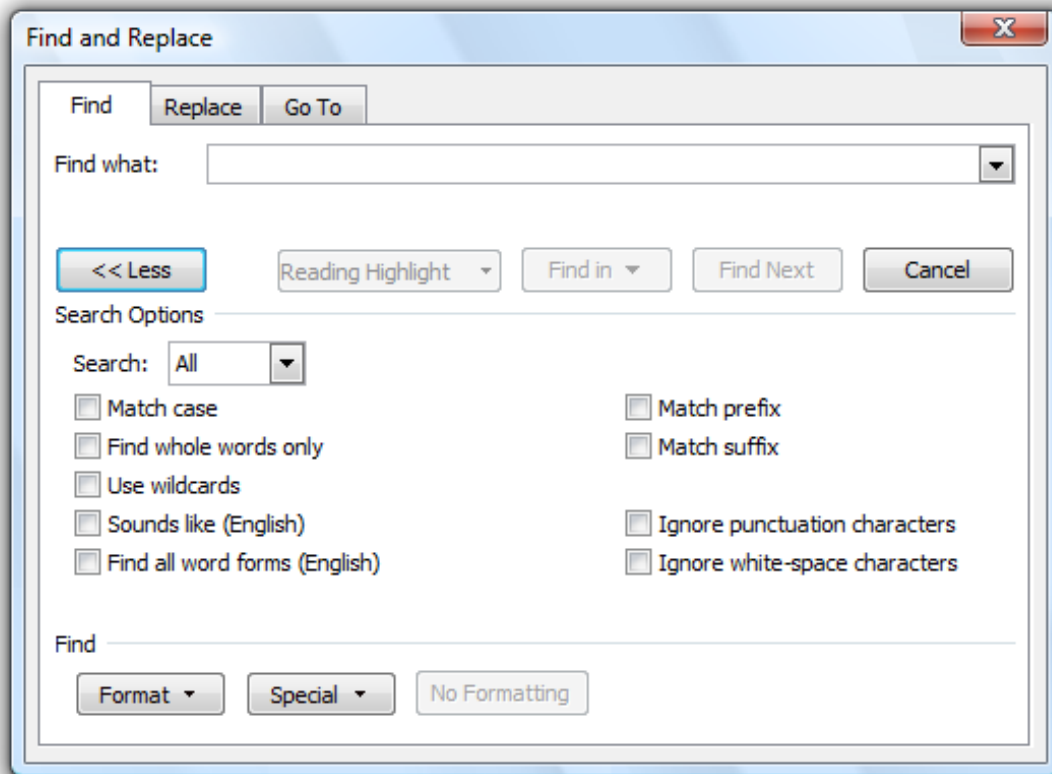 Find and Replace
Find Replace Go To
Find what:
<< Less Reading Highlight Find in Find Next Cancel
Search Options
Search: All
Match case Match prefix
Find whole words only Match suffix
Use wildcards
Sounds like (English) Ignore punctuation characters
Find all word forms (English) Ignore white-space characters
Find
Format Special No Formatting